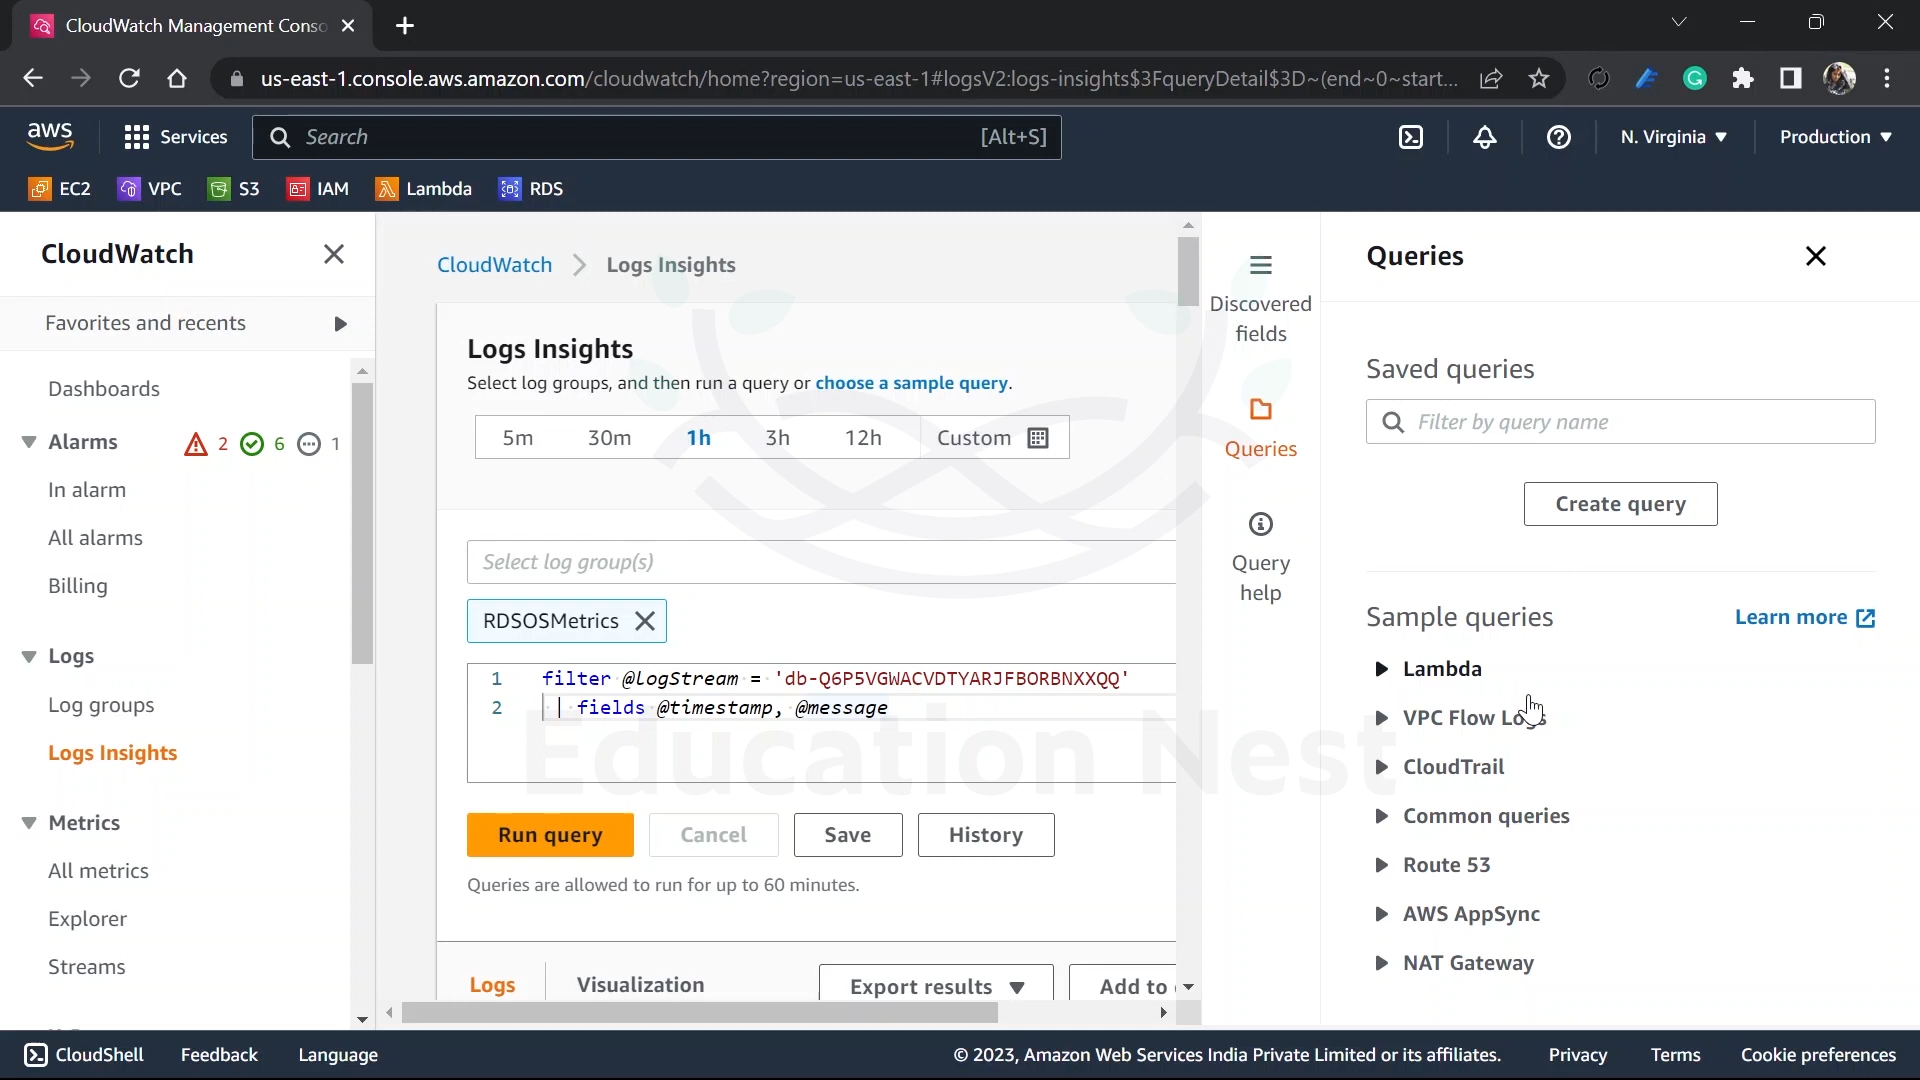 CloudWatch Management Conso
us-east-1.console.aws.amazon.com/cloudwatch/home?region=us-east-1#logsV2:logs-insights$3FqueryDetail$3D~(end~0~start...
aws
Services
Search
[Alt+S]
N. Virginia
Production
EC2
VPC
S3
IAM
Lambda
RDS
CloudWatch
Favorites and recents
Dashboards
Alarms
2
6
1
In alarm
All alarms
Billing
Logs
Log groups
Logs Insights
Metrics
All metrics
Explorer
Streams
CloudWatch
Logs Insights
Logs Insights
Select log groups, and then run a query or choose a sample query.
5m
30m
1h
3h
12h
Custom
Select log group(s)
RDSOSMetrics
1 filter @logStream = 'db-Q6P5VGWACVDTYARJFBORBNXXQQ'
2 | fields @timestamp, @message
Run query
Cancel
Save
History
Queries are allowed to run for up to 60 minutes.
Logs
Visualization
Export results
Add to
Discovered
fields
Queries
Query
help
Queries
Saved queries
Filter by query name
Create query
Sample queries
Learn more
Lambda
VPC Flow Logs
CloudTrail
Common queries
Route 53
AWS AppSync
NAT Gateway
Education Nest
CloudShell
Feedback
Language
© 2023, Amazon Web Services India Private Limited or its affiliates.
Privacy
Terms
Cookie preferences